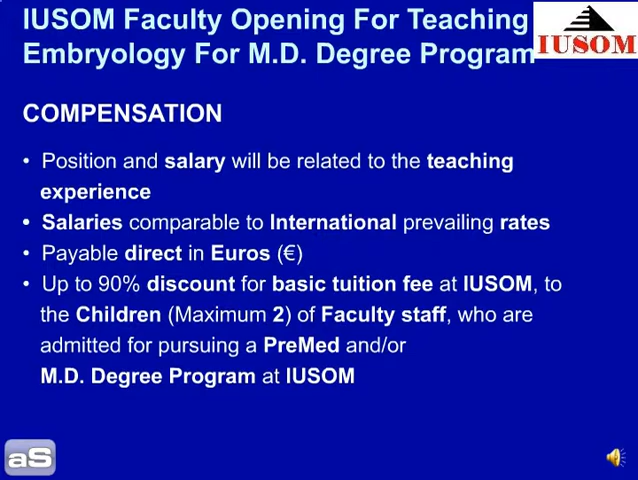 IUSOM Faculty Opening For Teaching
Embryology For M.D. Degree Program
IUSOM
COMPENSATION
• Position and salary will be related to the teaching
experience
• Salaries comparable to International prevailing rates
• Payable direct in Euros (€)
• Up to 90% discount for basic tuition fee at IUSOM, to
the Children (Maximum 2) of Faculty staff, who are
admitted for pursuing a PreMed and/or
M.D. Degree Program at IUSOM
aS